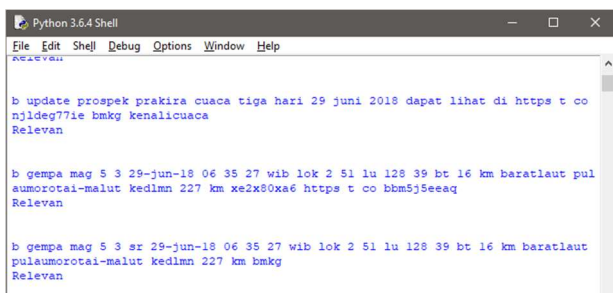 Python 3.6.4 Shell
File Edit Shell Debug Options Window Help
Relevan
b update prospek prakira cuaca tiga hari 29 juni 2018 dapat lihat di https t co
njldeg77ie bmkg kenalicuaca
Relevan
b gempa mag 5 3 29-jun-18 06 35 27 wib lok 2 51 lu 128 39 bt 16 km baratlaut pul
aumorotai-malut kedlmn 227 km xe2x80xa6 https t co bbm5j5eeaq
Relevan
b gempa mag 5 3 sr 29-jun-18 06 35 27 wib lok 2 51 lu 128 39 bt 16 km baratlaut
pulaumorotai-malut kedlmn 227 km bmkg
Relevan